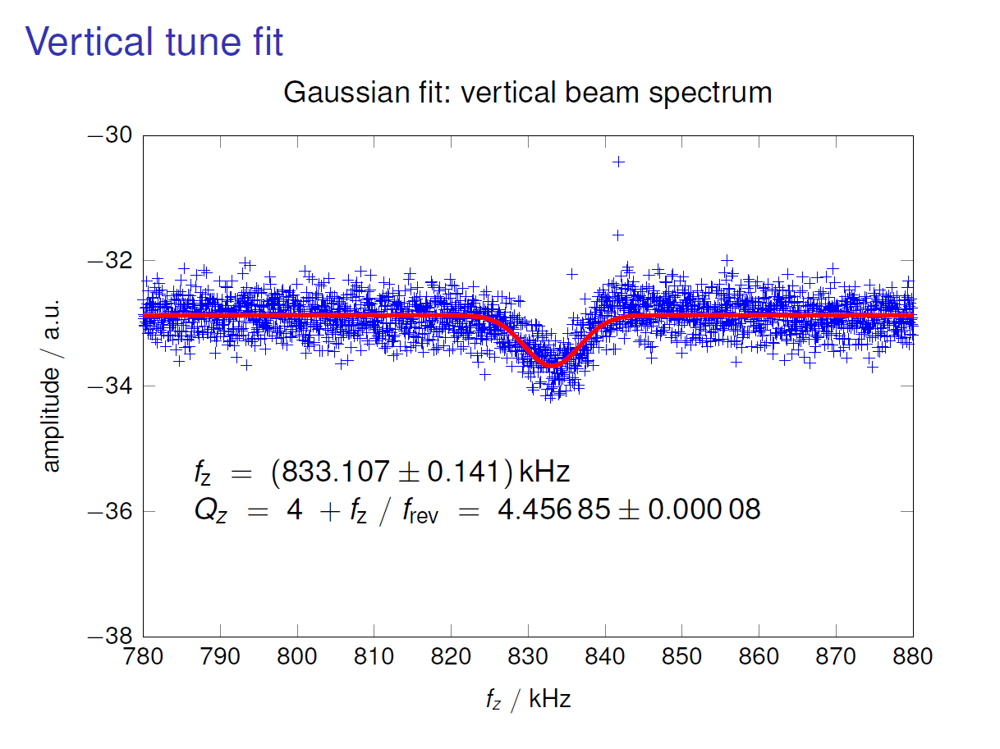 Vertical tune fit
Gaussian fit: vertical beam spectrum
−30
−32
−34
−36
−38
amplitude / a.u.
f_z = (833.107 ± 0.141) kHz
Q_z = 4 + f_z / f_rev = 4.456 85 ± 0.000 08
780 790 800 810 820 830 840 850 860 870 880
f_z / kHz